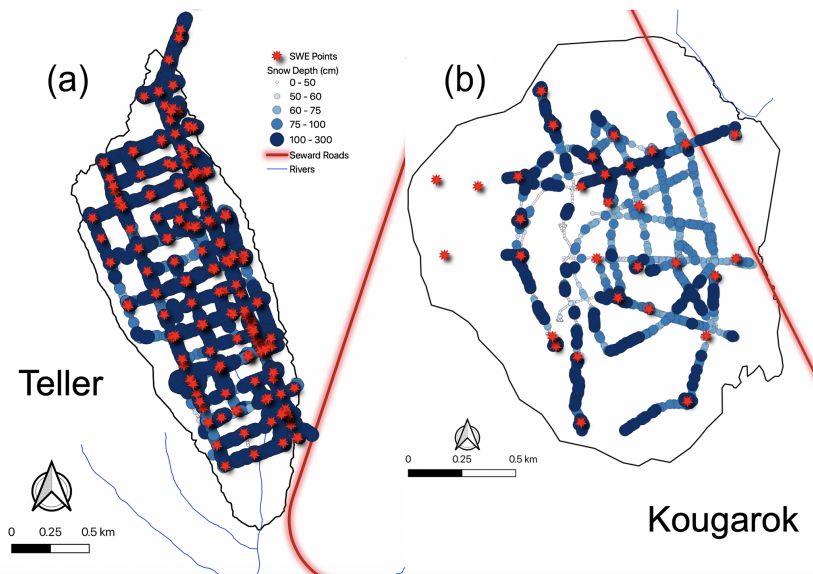 (a)
SWE Points
Snow Depth (cm)
0 - 50
50 - 60
60 - 75
75 - 100
100 - 300
Seward Roads
Rivers
Teller
0 0.25 0.5 km
(b)
0 0.25 0.5 km
Kougarok